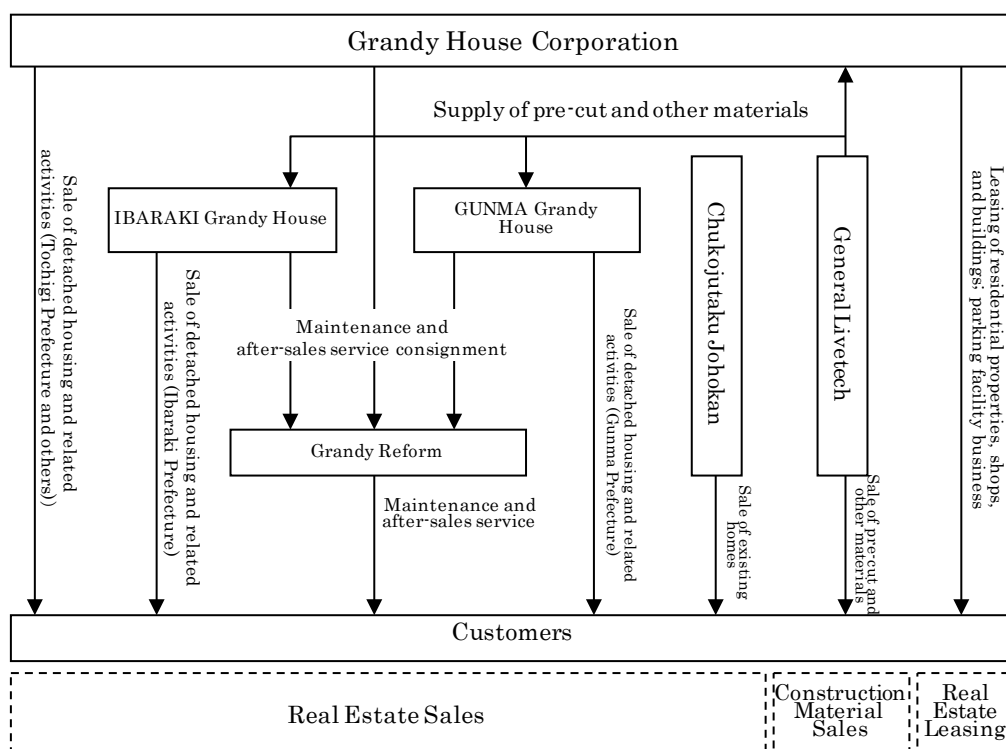 Grandy House Corporation
Supply of pre-cut and other materials
Sale of detached housing and related
activities (Tochigi Prefecture and others))
IBARAKI Grandy House
GUNMA Grandy
House
Chukojutaku Johokan
General Livetech
Leasing of residential properties, shops,
and buildings; parking facility business
Sale of detached housing and related
activities (Ibaraki Prefecture)
Maintenance and
after-sales service consignment
Sale of detached housing and related
activities (Gunma Prefecture)
Grandy Reform
Maintenance and
after-sales service
Sale of existing
homes
Sale of pre-cut and
other materials
Customers
Real Estate Sales
Construction
Material
Sales
Real
Estate
Leasing